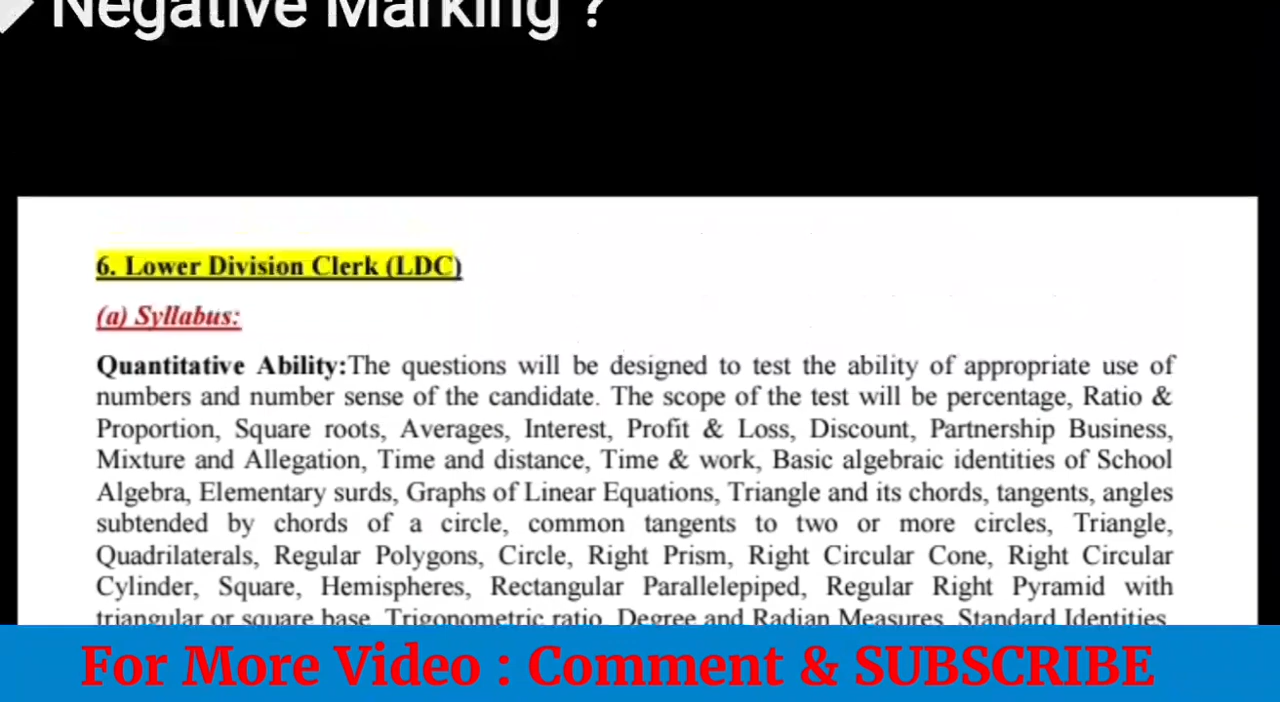 Negative Marking ?
6. Lower Division Clerk (LDC)
(a) Syllabus:
Quantitative Ability:The questions will be designed to test the ability of appropriate use of
numbers and number sense of the candidate. The scope of the test will be percentage, Ratio &
Proportion, Square roots, Averages, Interest, Profit & Loss, Discount, Partnership Business,
Mixture and Allegation, Time and distance, Time & work, Basic algebraic identities of School
Algebra, Elementary surds, Graphs of Linear Equations, Triangle and its chords, tangents, angles
subtended by chords of a circle, common tangents to two or more circles, Triangle,
Quadrilaterals, Regular Polygons, Circle, Right Prism, Right Circular Cone, Right Circular
Cylinder, Square, Hemispheres, Rectangular Parallelepiped, Regular Right Pyramid with
triangular or square base, Trigonometric ratio, Degree and Radian Measures, Standard Identities,
For More Video : Comment & SUBSCRIBE